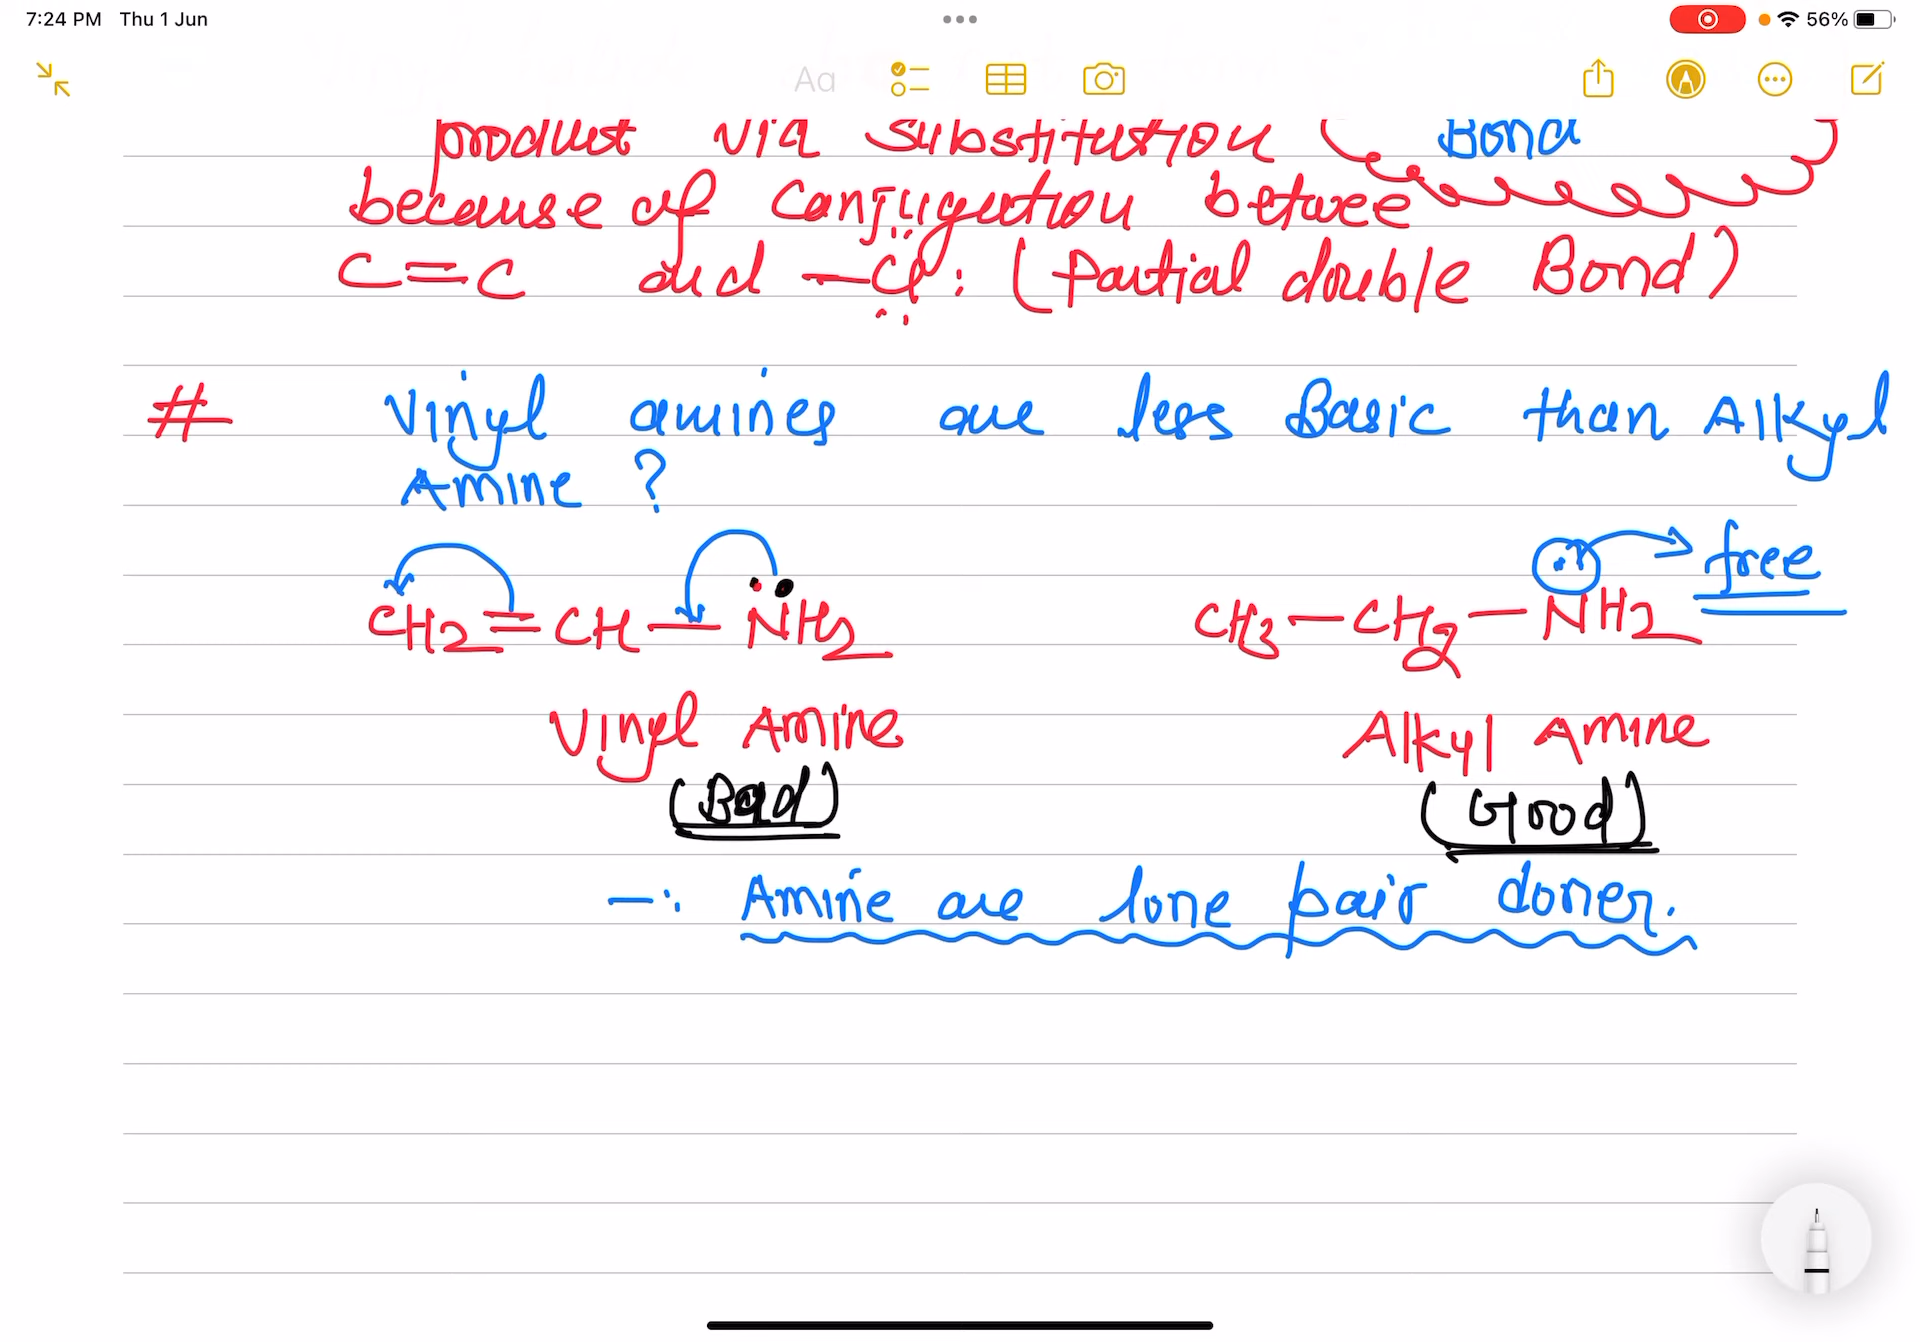 7:24 PM Thu 1 Jun
56%
Aa
product via substitution Bond
because of conjugation betwee
C=C and -Cl: (Partial double Bond)
# Vinyl amines are less Basic than Alkyl
Amine ?
free
CH2=CH-NH2 CH3-CH2-NH2
Vinyl Amine Alkyl Amine
(Bad) (Good)
-: Amine are lone pair doner.